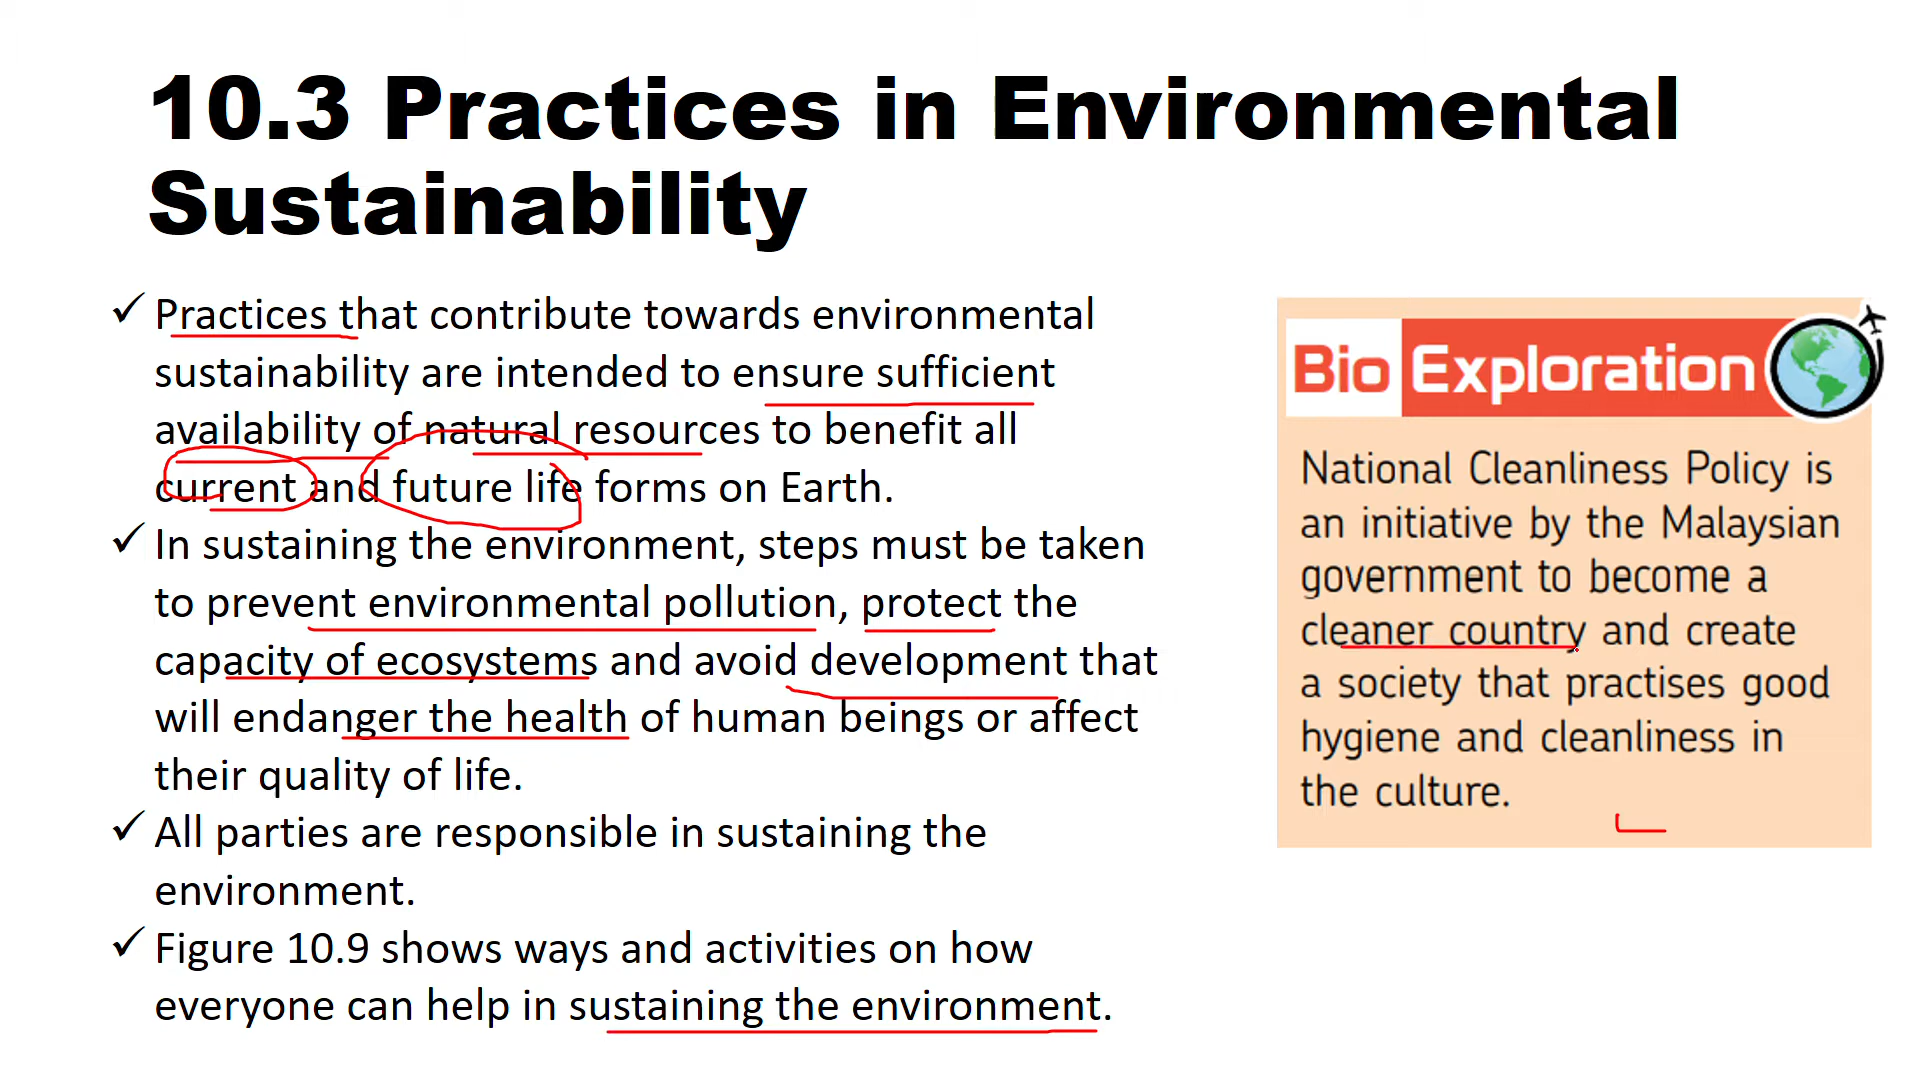 10.3 Practices in Environmental
Sustainability
✓ Practices that contribute towards environmental
sustainability are intended to ensure sufficient
availability of natural resources to benefit all
current and future life forms on Earth.
✓ In sustaining the environment, steps must be taken
to prevent environmental pollution, protect the
capacity of ecosystems and avoid development that
will endanger the health of human beings or affect
their quality of life.
✓ All parties are responsible in sustaining the
environment.
✓ Figure 10.9 shows ways and activities on how
everyone can help in sustaining the environment.
Bio Exploration
National Cleanliness Policy is
an initiative by the Malaysian
government to become a
cleaner country and create
a society that practises good
hygiene and cleanliness in
the culture.